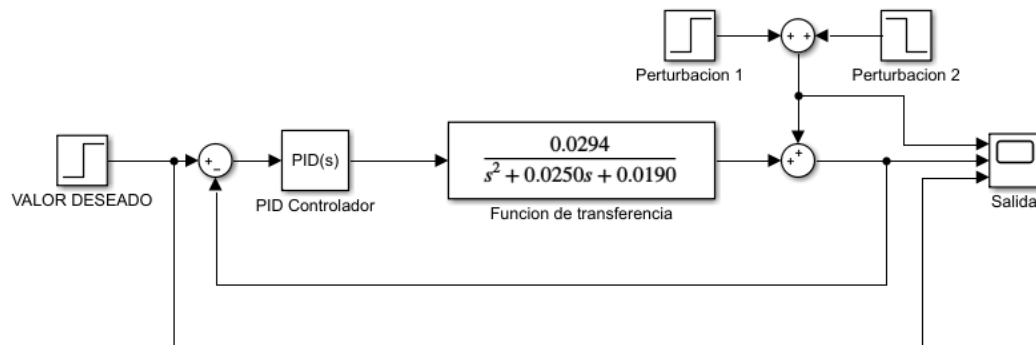 + +
Perturbacion 1
Perturbacion 2
VALOR DESEADO
+
−
PID(s)
PID Controlador
0.0294
s² + 0.0250s + 0.0190
Funcion de transferencia
+ +
Salida